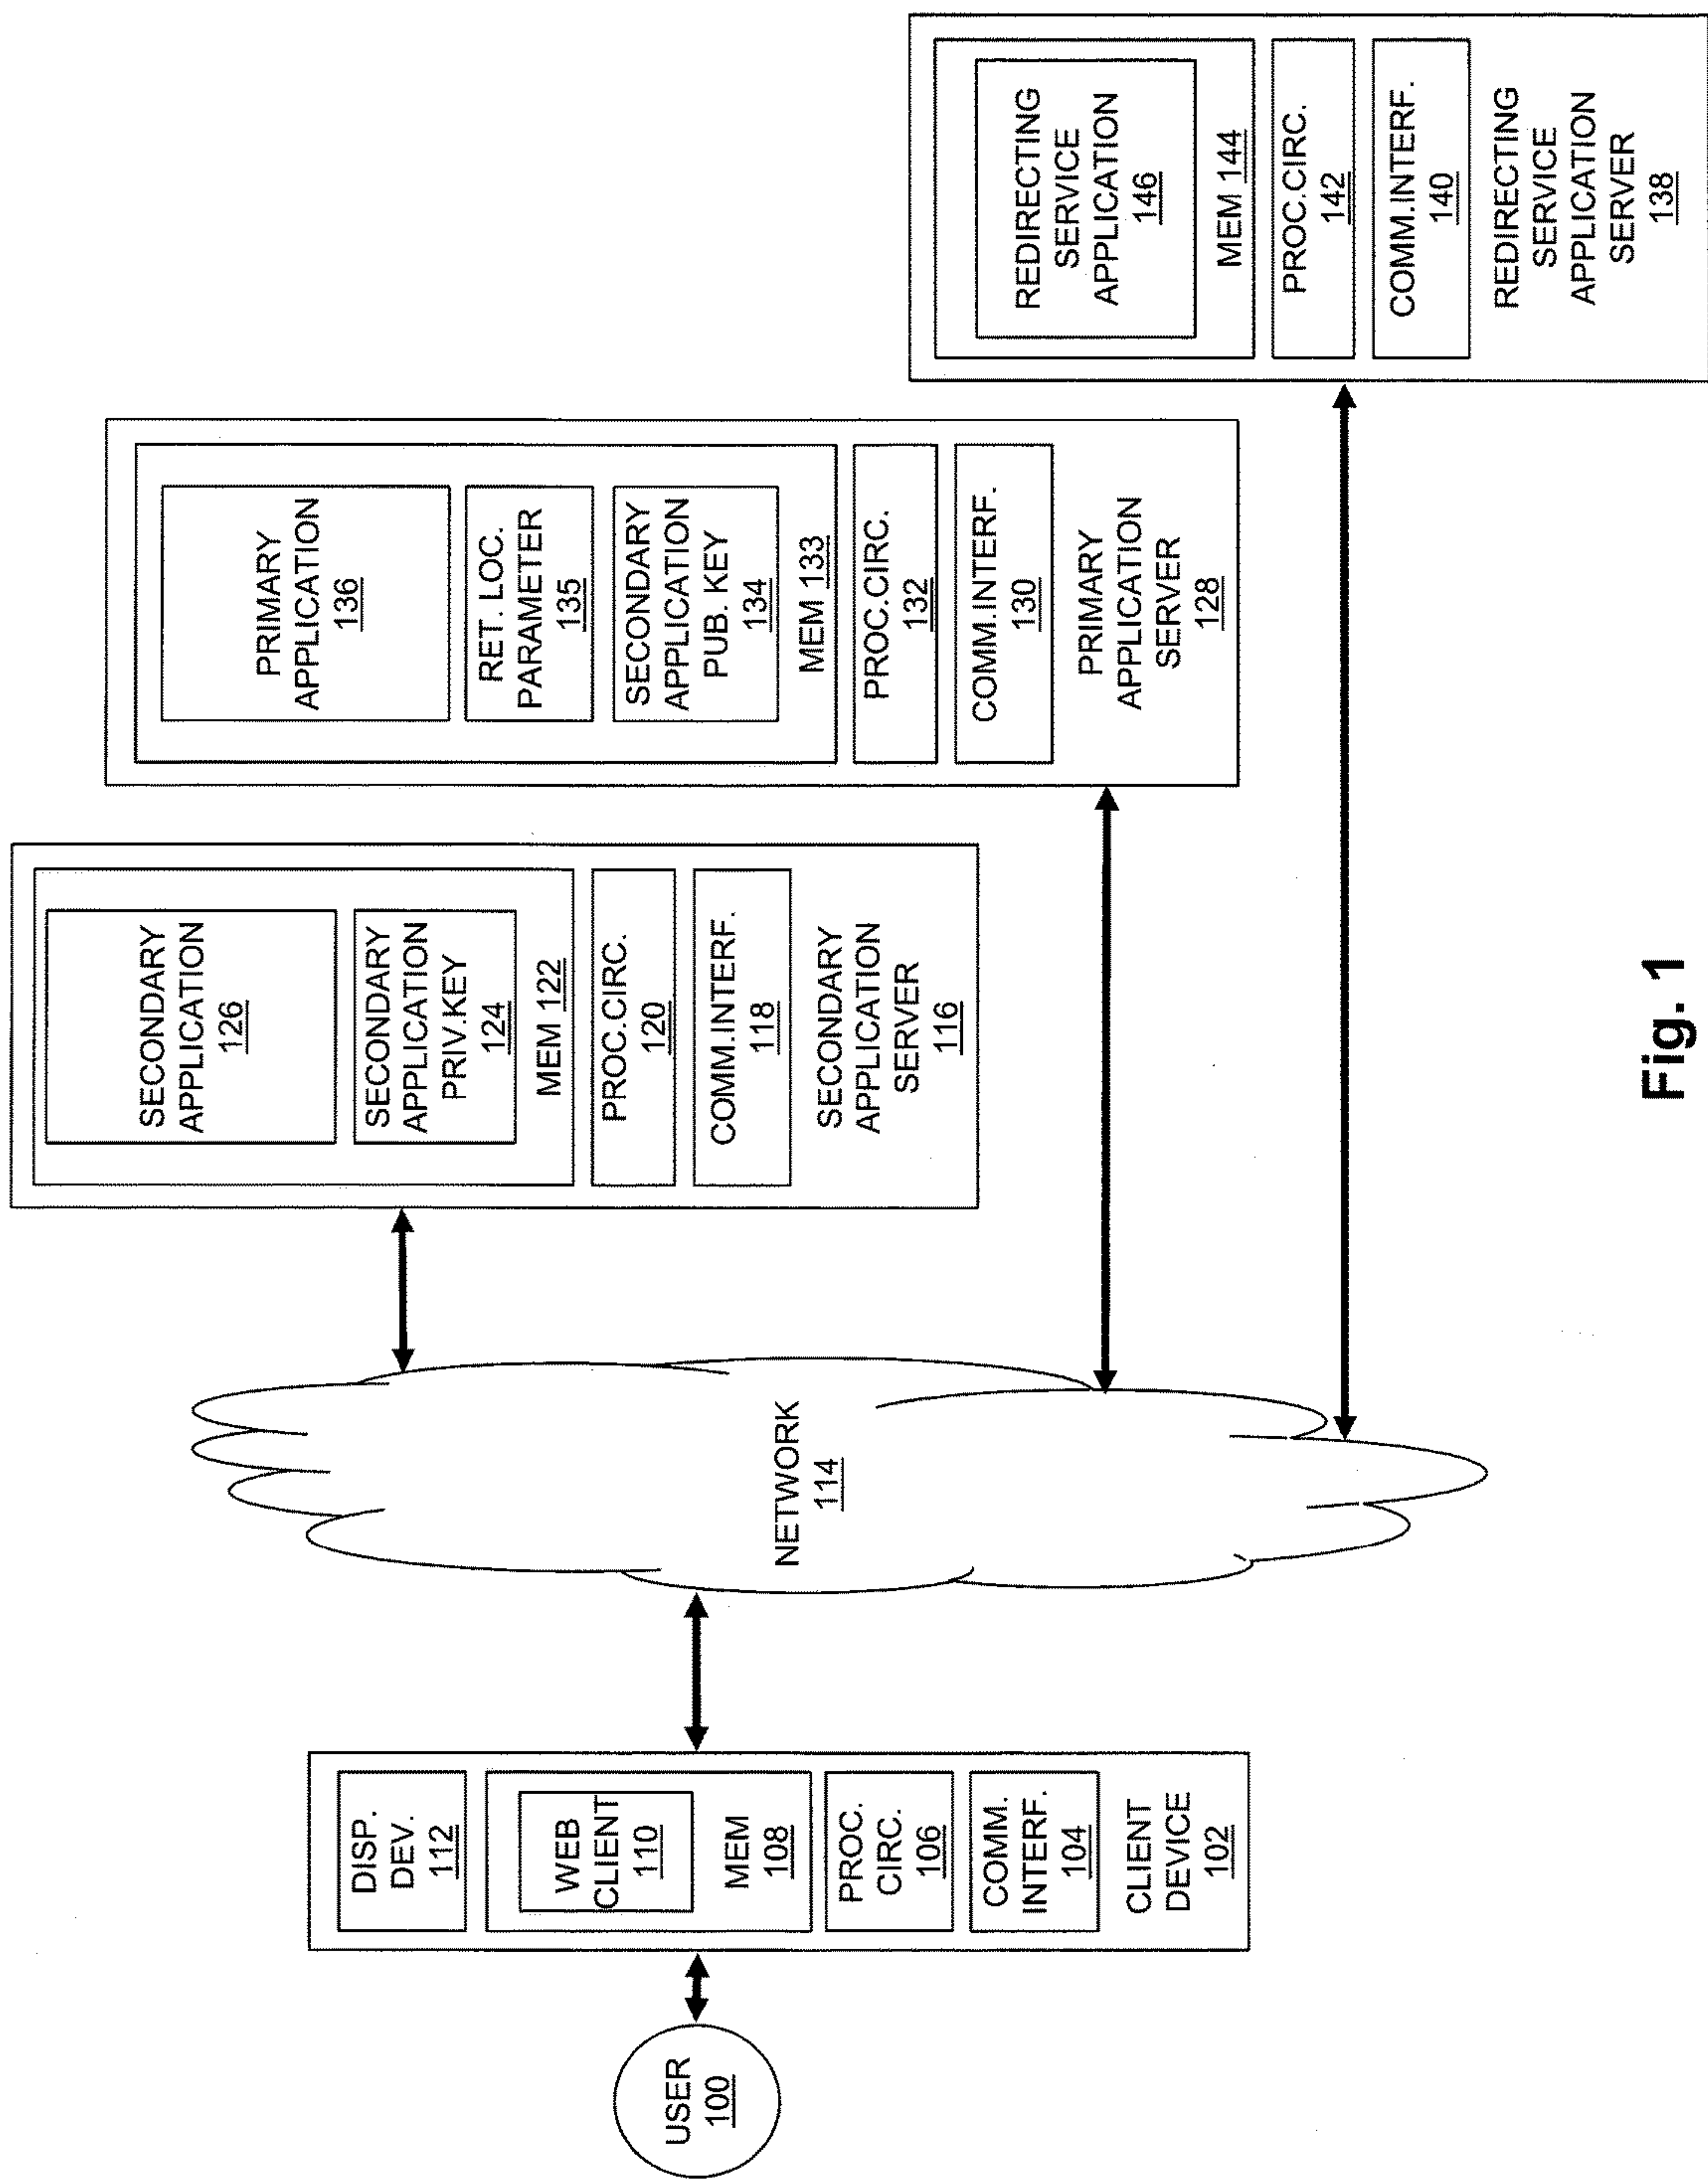 USER
100
DISP.
DEV.
112
WEB
CLIENT
110
MEM
108
PROC.
CIRC.
106
COMM.
INTERF.
104
CLIENT
DEVICE
102
NETWORK
114
SECONDARY
APPLICATION
126
SECONDARY
APPLICATION
PRIV.KEY
124
MEM 122
PROC.CIRC.
120
COMM.INTERF.
118
SECONDARY
APPLICATION
SERVER
116
PRIMARY
APPLICATION
136
RET. LOC.
PARAMETER
135
SECONDARY
APPLICATION
PUB. KEY
134
MEM 133
PROC.CIRC.
132
COMM.INTERF.
130
PRIMARY
APPLICATION
SERVER
128
REDIRECTING
SERVICE
APPLICATION
146
MEM 144
PROC.CIRC.
142
COMM.INTERF.
140
REDIRECTING
SERVICE
APPLICATION
SERVER
138
Fig. 1